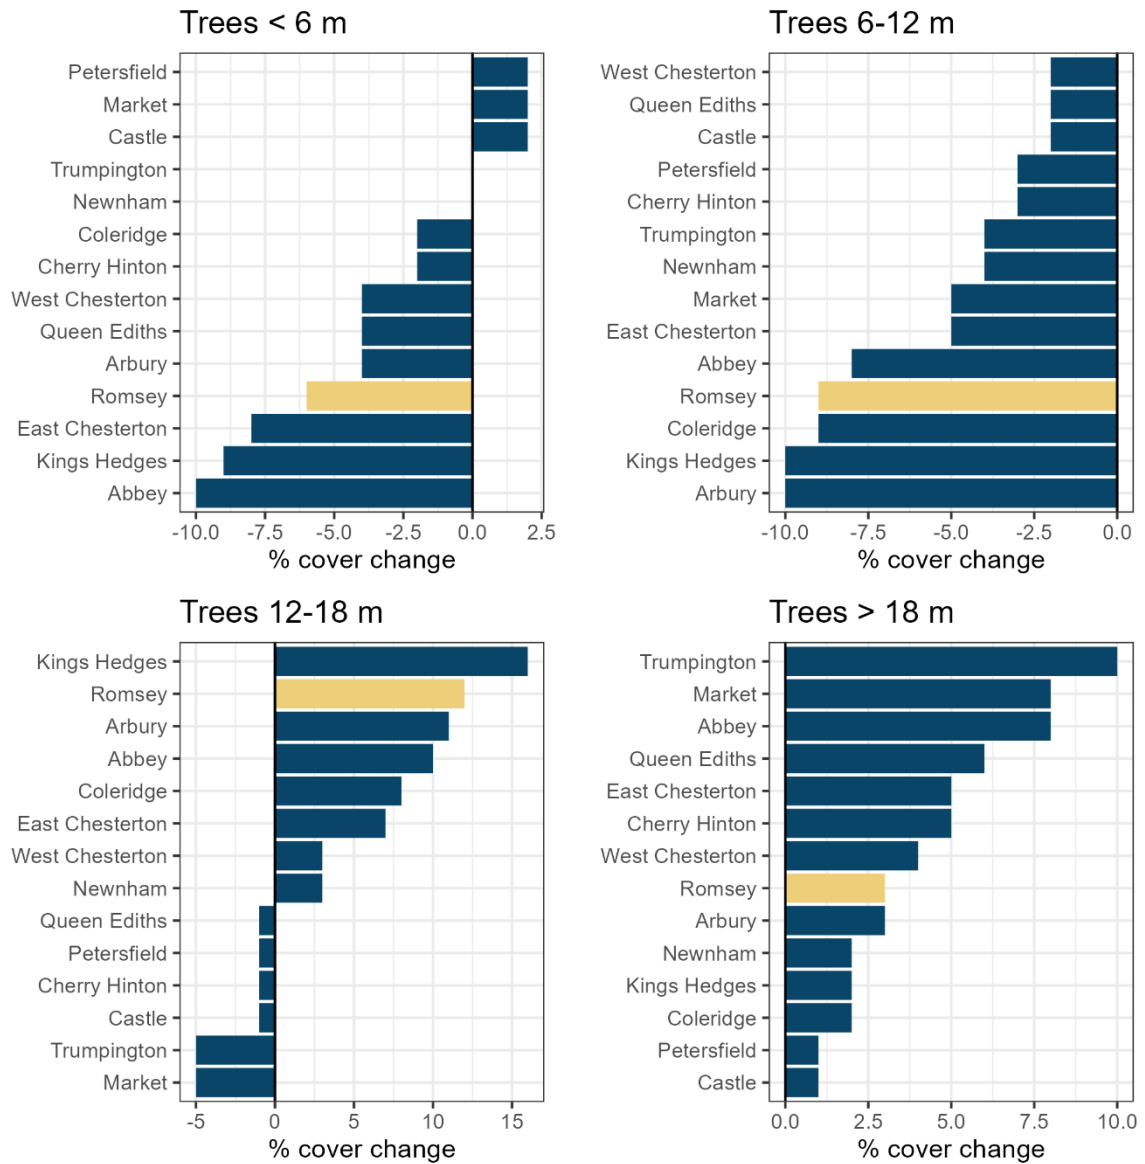 Trees < 6 m
Petersfield
Market
Castle
Trumpington
Newnham
Coleridge
Cherry Hinton
West Chesterton
Queen Ediths
Arbury
Romsey
East Chesterton
Kings Hedges
Abbey
-10.0 -7.5 -5.0 -2.5 0.0 2.5
% cover change
Trees 6-12 m
West Chesterton
Queen Ediths
Castle
Petersfield
Cherry Hinton
Trumpington
Newnham
Market
East Chesterton
Abbey
Romsey
Coleridge
Kings Hedges
Arbury
-10.0 -7.5 -5.0 -2.5 0.0
% cover change
Trees 12-18 m
Kings Hedges
Romsey
Arbury
Abbey
Coleridge
East Chesterton
West Chesterton
Newnham
Queen Ediths
Petersfield
Cherry Hinton
Castle
Trumpington
Market
-5 0 5 10 15
% cover change
Trees > 18 m
Trumpington
Market
Abbey
Queen Ediths
East Chesterton
Cherry Hinton
West Chesterton
Romsey
Arbury
Newnham
Kings Hedges
Coleridge
Petersfield
Castle
0.0 2.5 5.0 7.5 10.0
% cover change